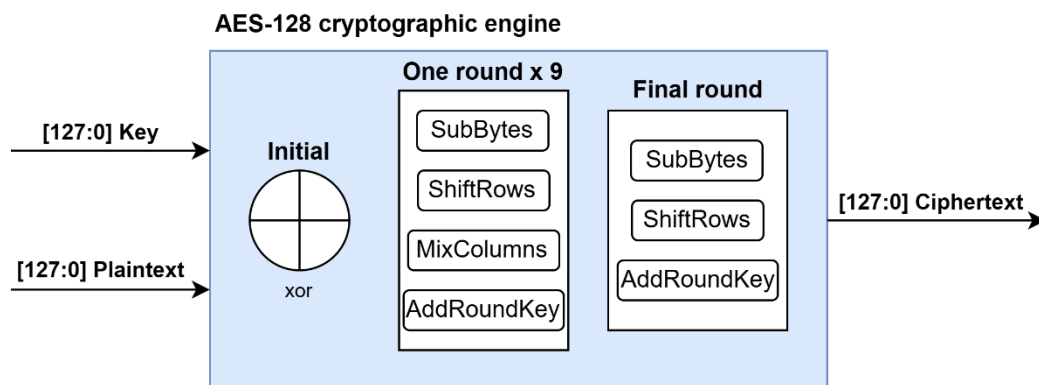 AES-128 cryptographic engine
[127:0] Key
[127:0] Plaintext
Initial
xor
One round x 9
SubBytes
ShiftRows
MixColumns
AddRoundKey
Final round
SubBytes
ShiftRows
AddRoundKey
[127:0] Ciphertext